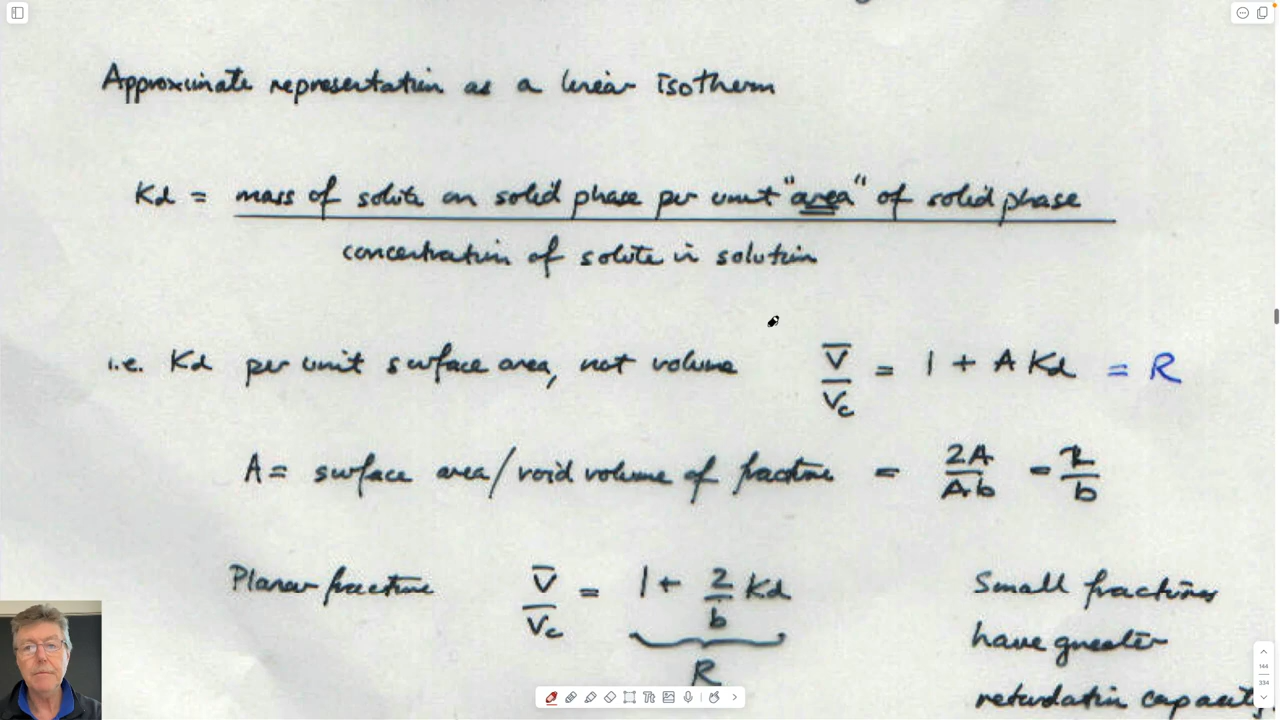 Approximate representation as a linear isotherm
Kd = mass of solute on solid phase per unit "area" of solid phase
concentration of solute in solution
i.e. Kd per unit surface area, not volume V̅/Vc = 1 + A Kd = R
A = surface area/void volume of fracture = 2A/Ab = 2/b
Planar fracture V̅/Vc = 1 + 2/b Kd
R
Small fractures
have greater
retardation capacity
144
334